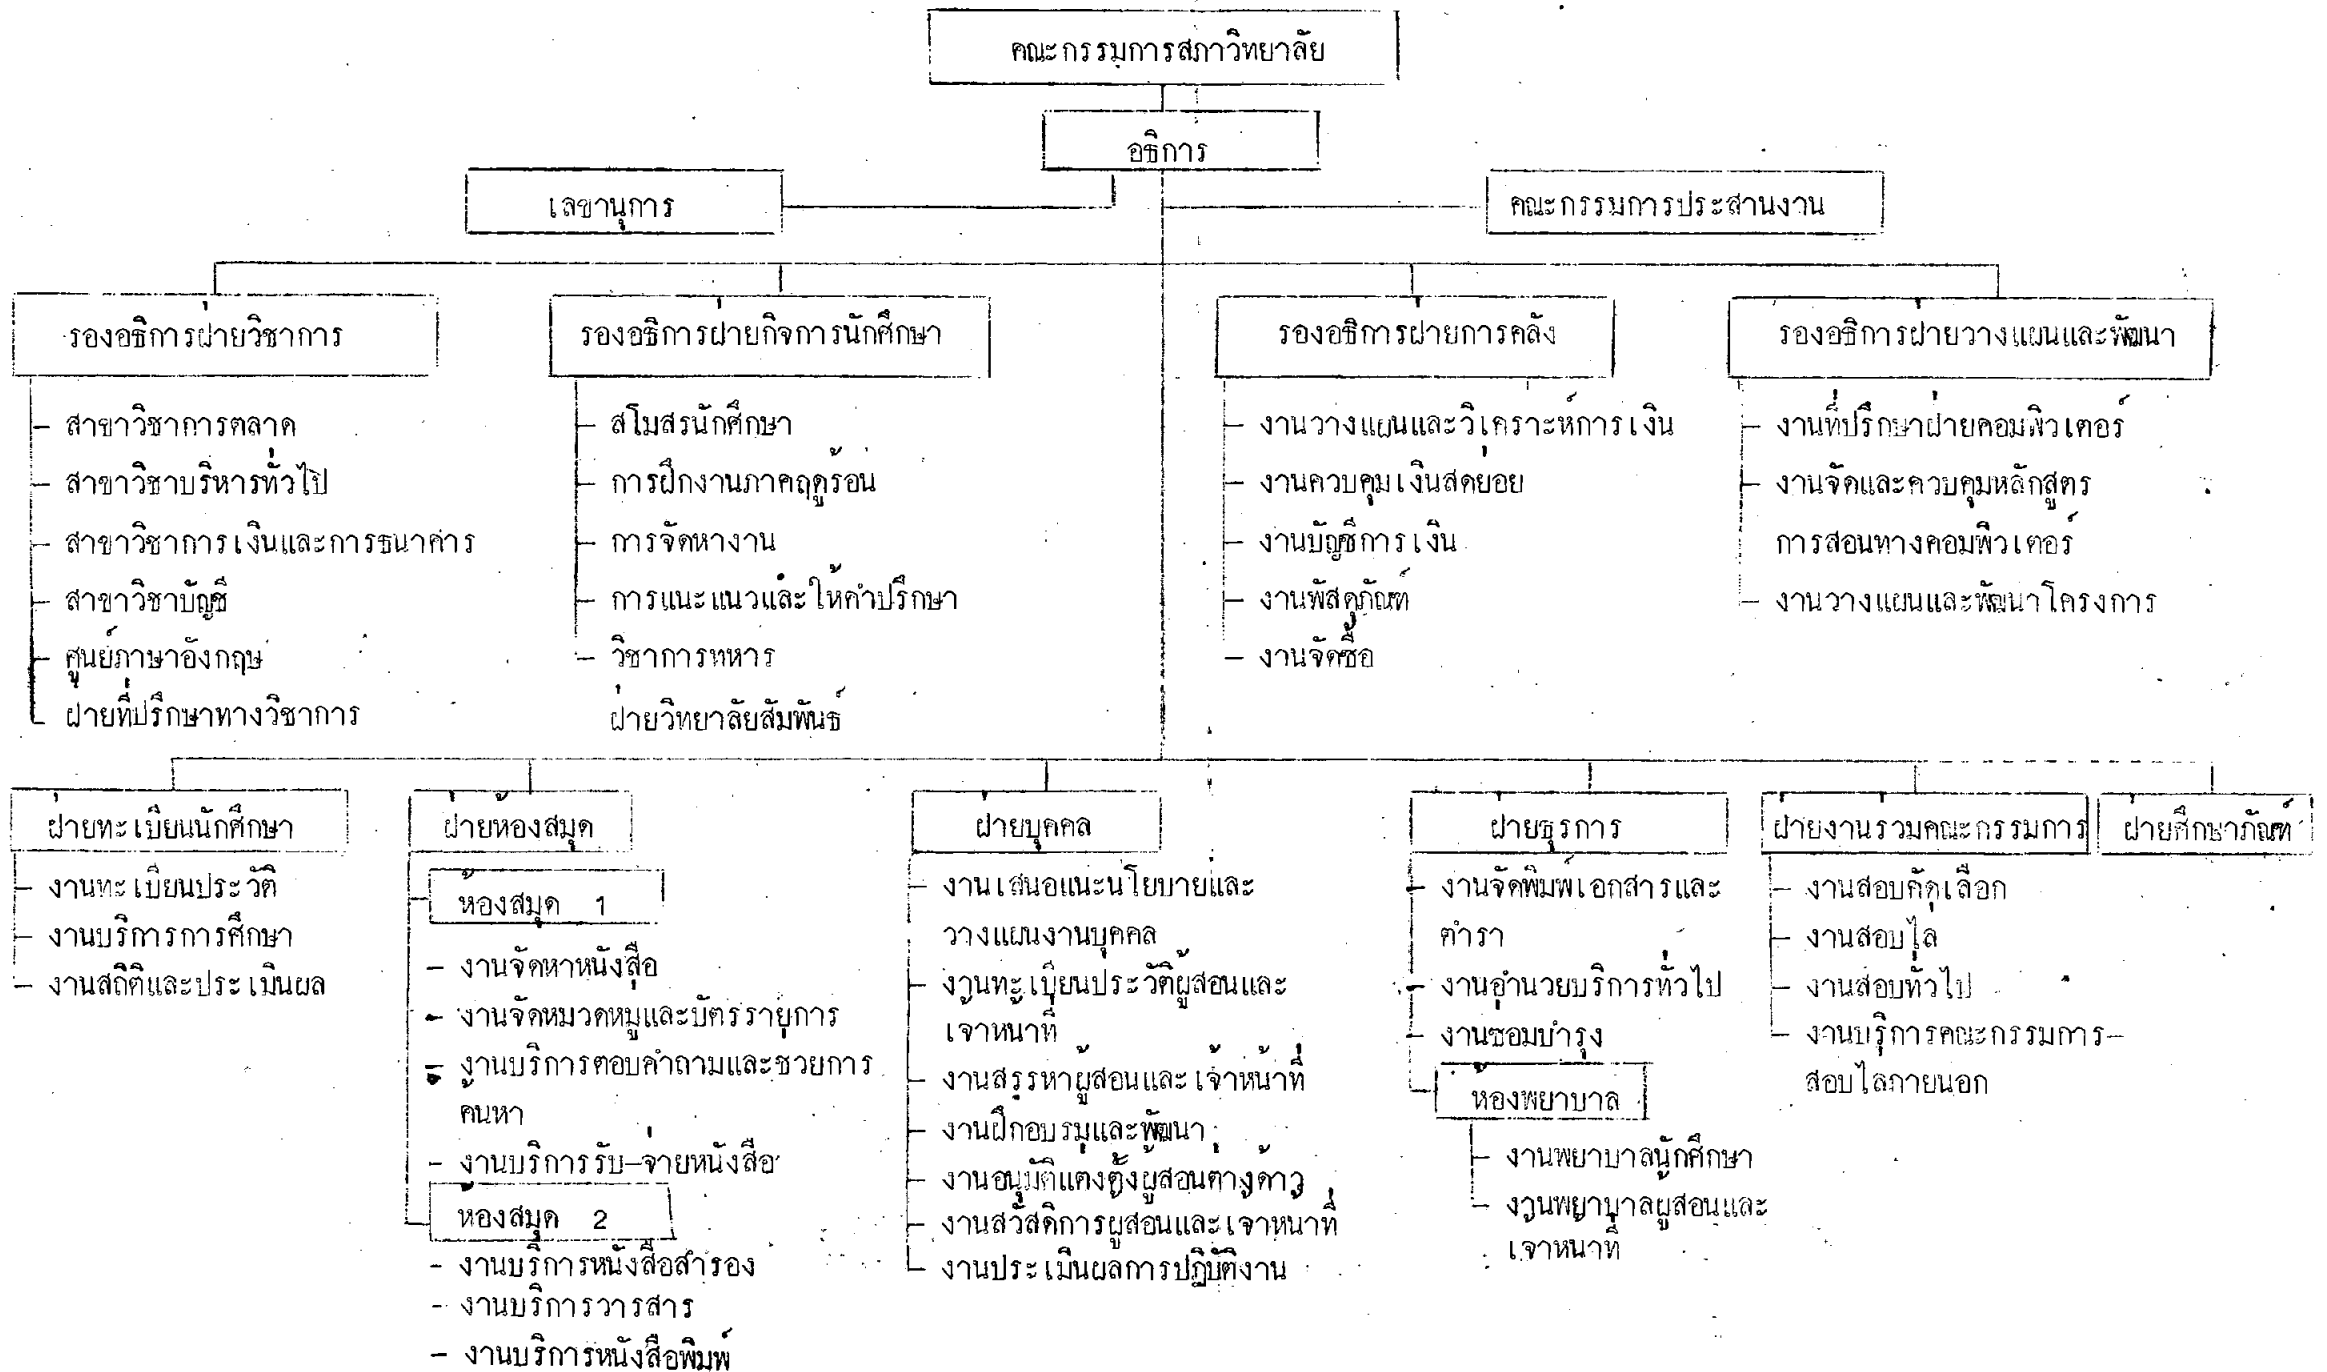 คณะกรรมการสภาวิทยาลัย
อธิการ
เลขานุการ
คณะกรรมการประสานงาน
รองอธิการฝ่ายวิชาการ
- สาขาวิชาการตลาด
- สาขาวิชาบริหารทั่วไป
- สาขาวิชาการเงินและการธนาคาร
- สาขาวิชาบัญชี
- ศูนย์ภาษาอังกฤษ
- ฝ่ายที่ปรึกษาทางวิชาการ
รองอธิการฝ่ายกิจการนักศึกษา
- สโมสรนักศึกษา
- การฝึกงานภาคฤดูร้อน
- การจัดหางาน
- การแนะแนวและให้คำปรึกษา
- วิชาการทหาร
ฝ่ายวิทยาลัยสัมพันธ์
รองอธิการฝ่ายการคลัง
- งานวางแผนและวิเคราะห์การเงิน
- งานควบคุมเงินสดย่อย
- งานบัญชีการเงิน
- งานพัสดุภัณฑ์
- งานจัดซื้อ
รองอธิการฝ่ายวางแผนและพัฒนา
- งานที่ปรึกษาฝ่ายคอมพิวเตอร์
- งานจัดและควบคุมหลักสูตร
การสอนทางคอมพิวเตอร์
- งานวางแผนและพัฒนาโครงการ
ฝ่ายทะเบียนนักศึกษา
- งานทะเบียนประวัติ
- งานบริการการศึกษา
- งานสถิติและประเมินผล
ฝ่ายห้องสมุด
ห้องสมุด 1
- งานจัดหาหนังสือ
- งานจัดหมวดหมู่และบัตรรายการ
- งานบริการตอบคำถามและช่วยการ
ค้นหา
- งานบริการรับ-จ่ายหนังสือ
ห้องสมุด 2
- งานบริการหนังสือสำรอง
- งานบริการวารสาร
- งานบริการหนังสือพิมพ์
ฝ่ายบุคคล
- งานเสนอแนะนโยบายและ
วางแผนงานบุคคล
- งานทะเบียนประวัติผู้สอนและ
เจ้าหน้าที่
- งานสรรหาผู้สอนและเจ้าหน้าที่
- งานฝึกอบรมและพัฒนา
- งานอนุมัติแต่งตั้งผู้สอนต่างด้าว
- งานสวัสดิการผู้สอนและเจ้าหน้าที่
- งานประเมินผลการปฏิบัติงาน
ฝ่ายธุรการ
- งานจัดพิมพ์เอกสารและ
ตำรา
- งานอำนวยบริการทั่วไป
- งานซ่อมบำรุง
ห้องพยาบาล
- งานพยาบาลนักศึกษา
- งานพยาบาลผู้สอนและ
เจ้าหน้าที่
ฝ่ายงานร่วมคณะกรรมการ
- งานสอบคัดเลือก
- งานสอบไล่
- งานสอบทั่วไป
- งานบริการคณะกรรมการ-
สอบไล่ภายนอก
ฝ่ายศึกษาภัณฑ์